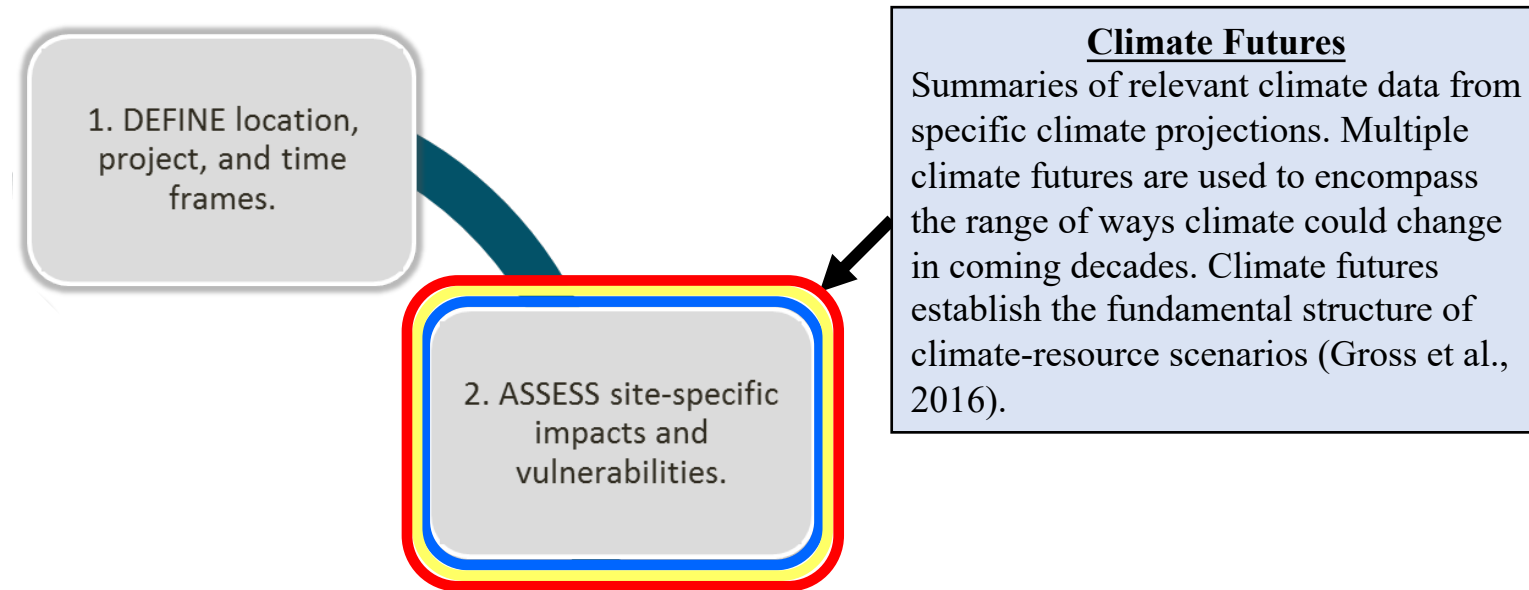 1. DEFINE location,
project, and time
frames.
2. ASSESS site-specific
impacts and
vulnerabilities.
Climate Futures
Summaries of relevant climate data from
specific climate projections. Multiple
climate futures are used to encompass
the range of ways climate could change
in coming decades. Climate futures
establish the fundamental structure of
climate-resource scenarios (Gross et al.,
2016).